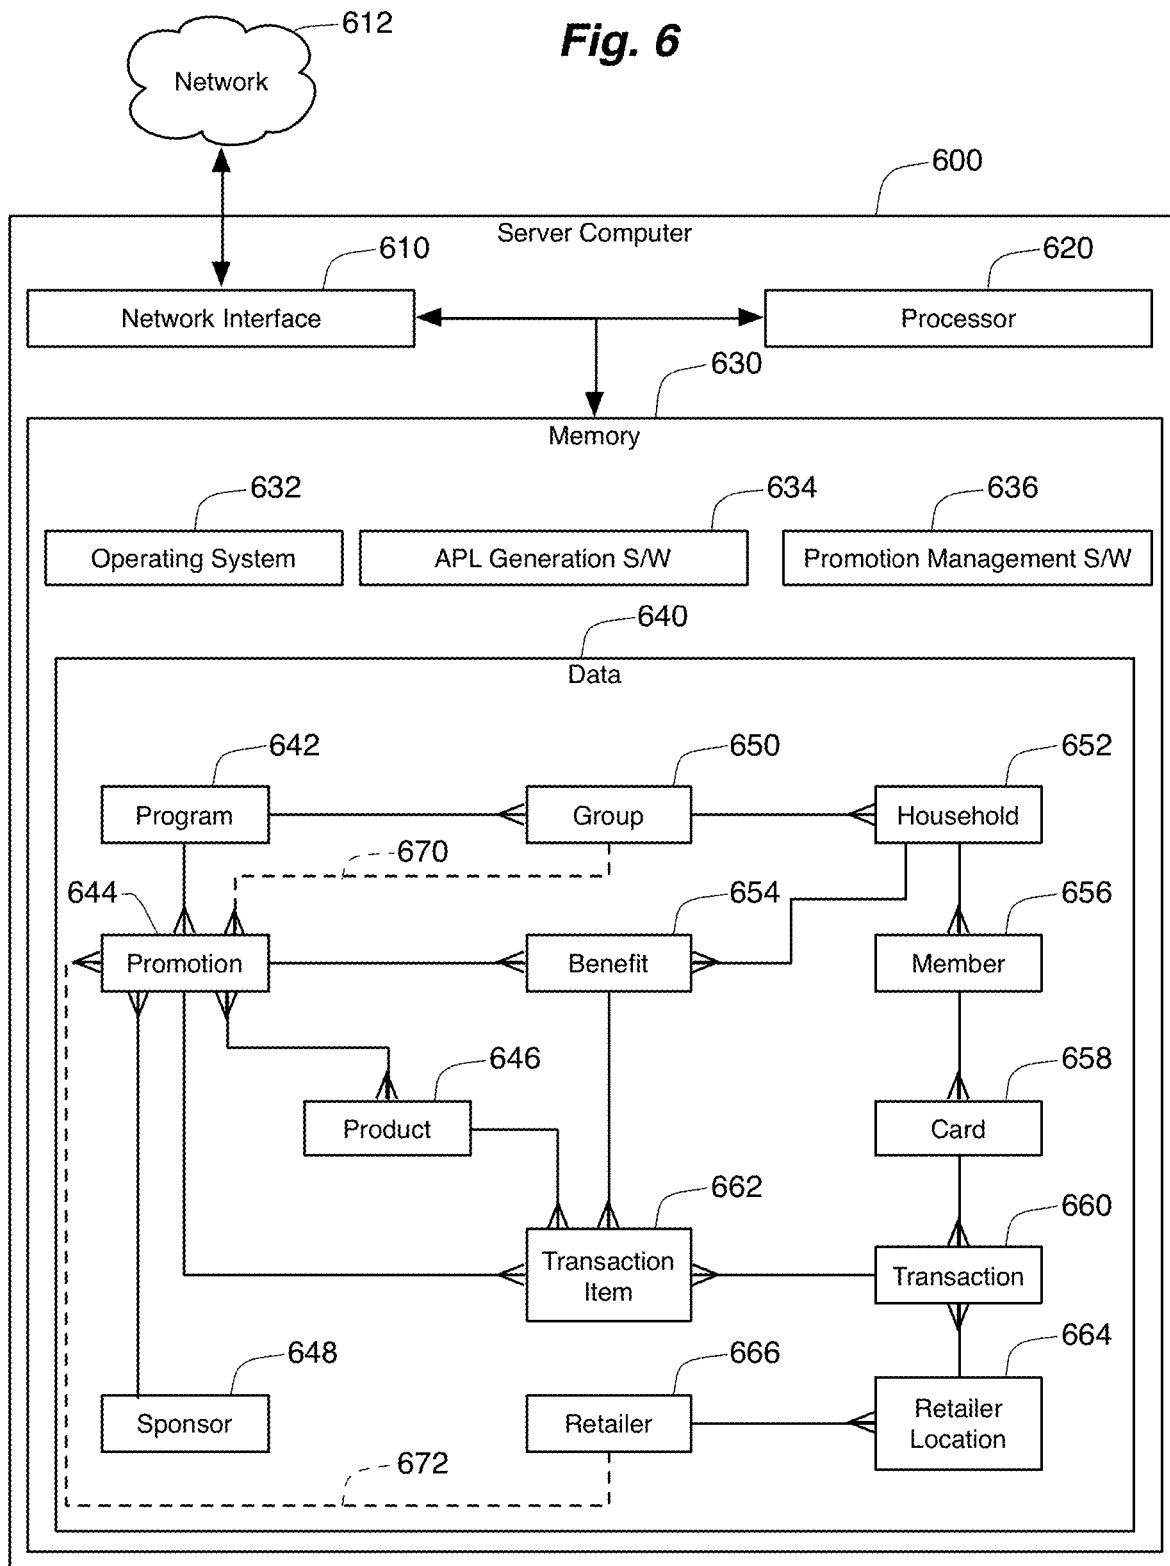 Fig. 6
612
Network
600
Server Computer
610
620
Network Interface
Processor
630
Memory
632
634
636
Operating System
APL Generation S/W
Promotion Management S/W
640
Data
642
650
652
Program
Group
Household
670
644
654
656
Promotion
Benefit
Member
646
658
Product
Card
662
660
Transaction
Item
Transaction
648
666
664
Sponsor
Retailer
Retailer
Location
672